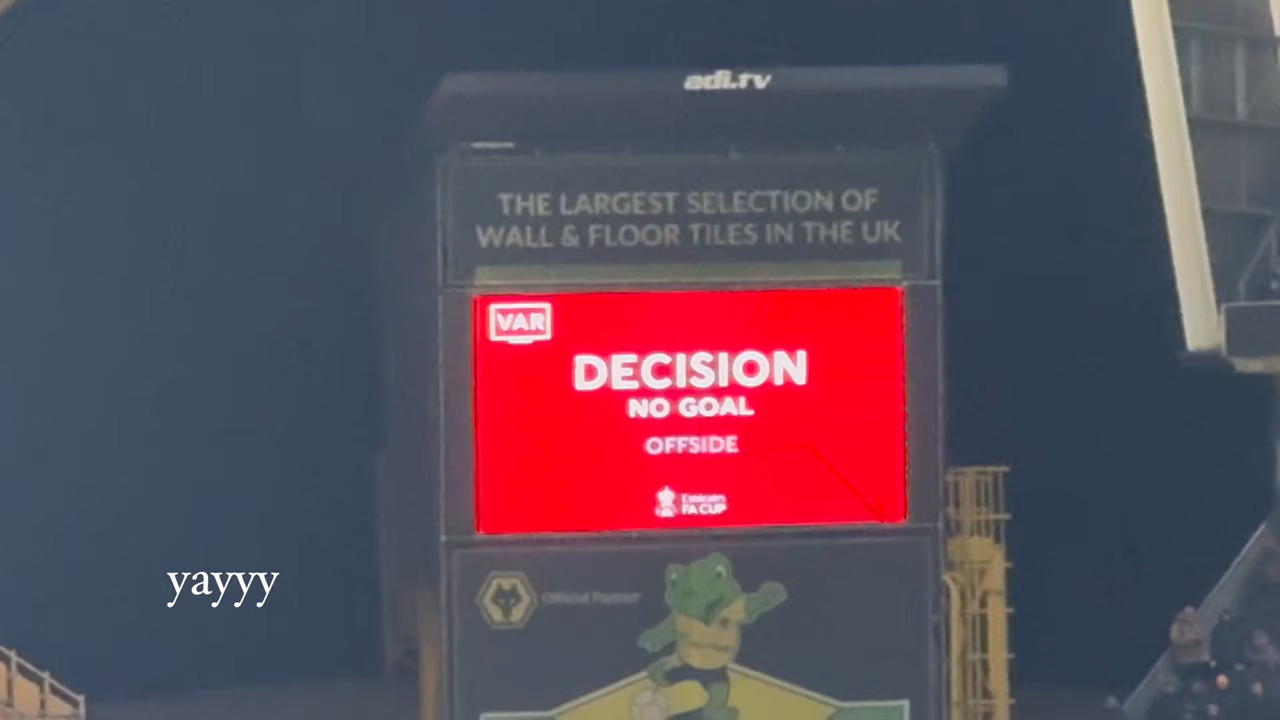 adi.tv
THE LARGEST SELECTION OF
WALL & FLOOR TILES IN THE UK
VAR
DECISION
NO GOAL
OFFSIDE
Emirates
FA CUP
Official Partner
yayyy